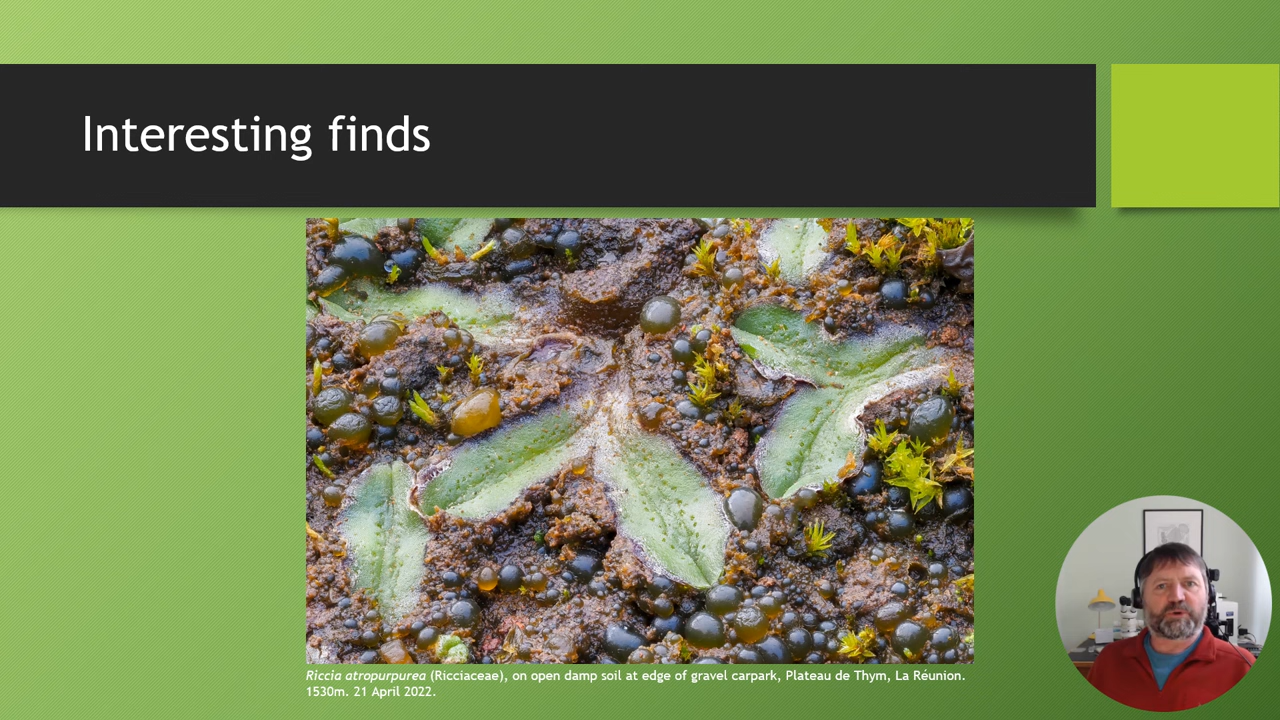 Interesting finds
Riccia atropurpurea (Ricciaceae), on open damp soil at edge of gravel carpark, Plateau de Thym, La Réunion.
1530m. 21 April 2022.